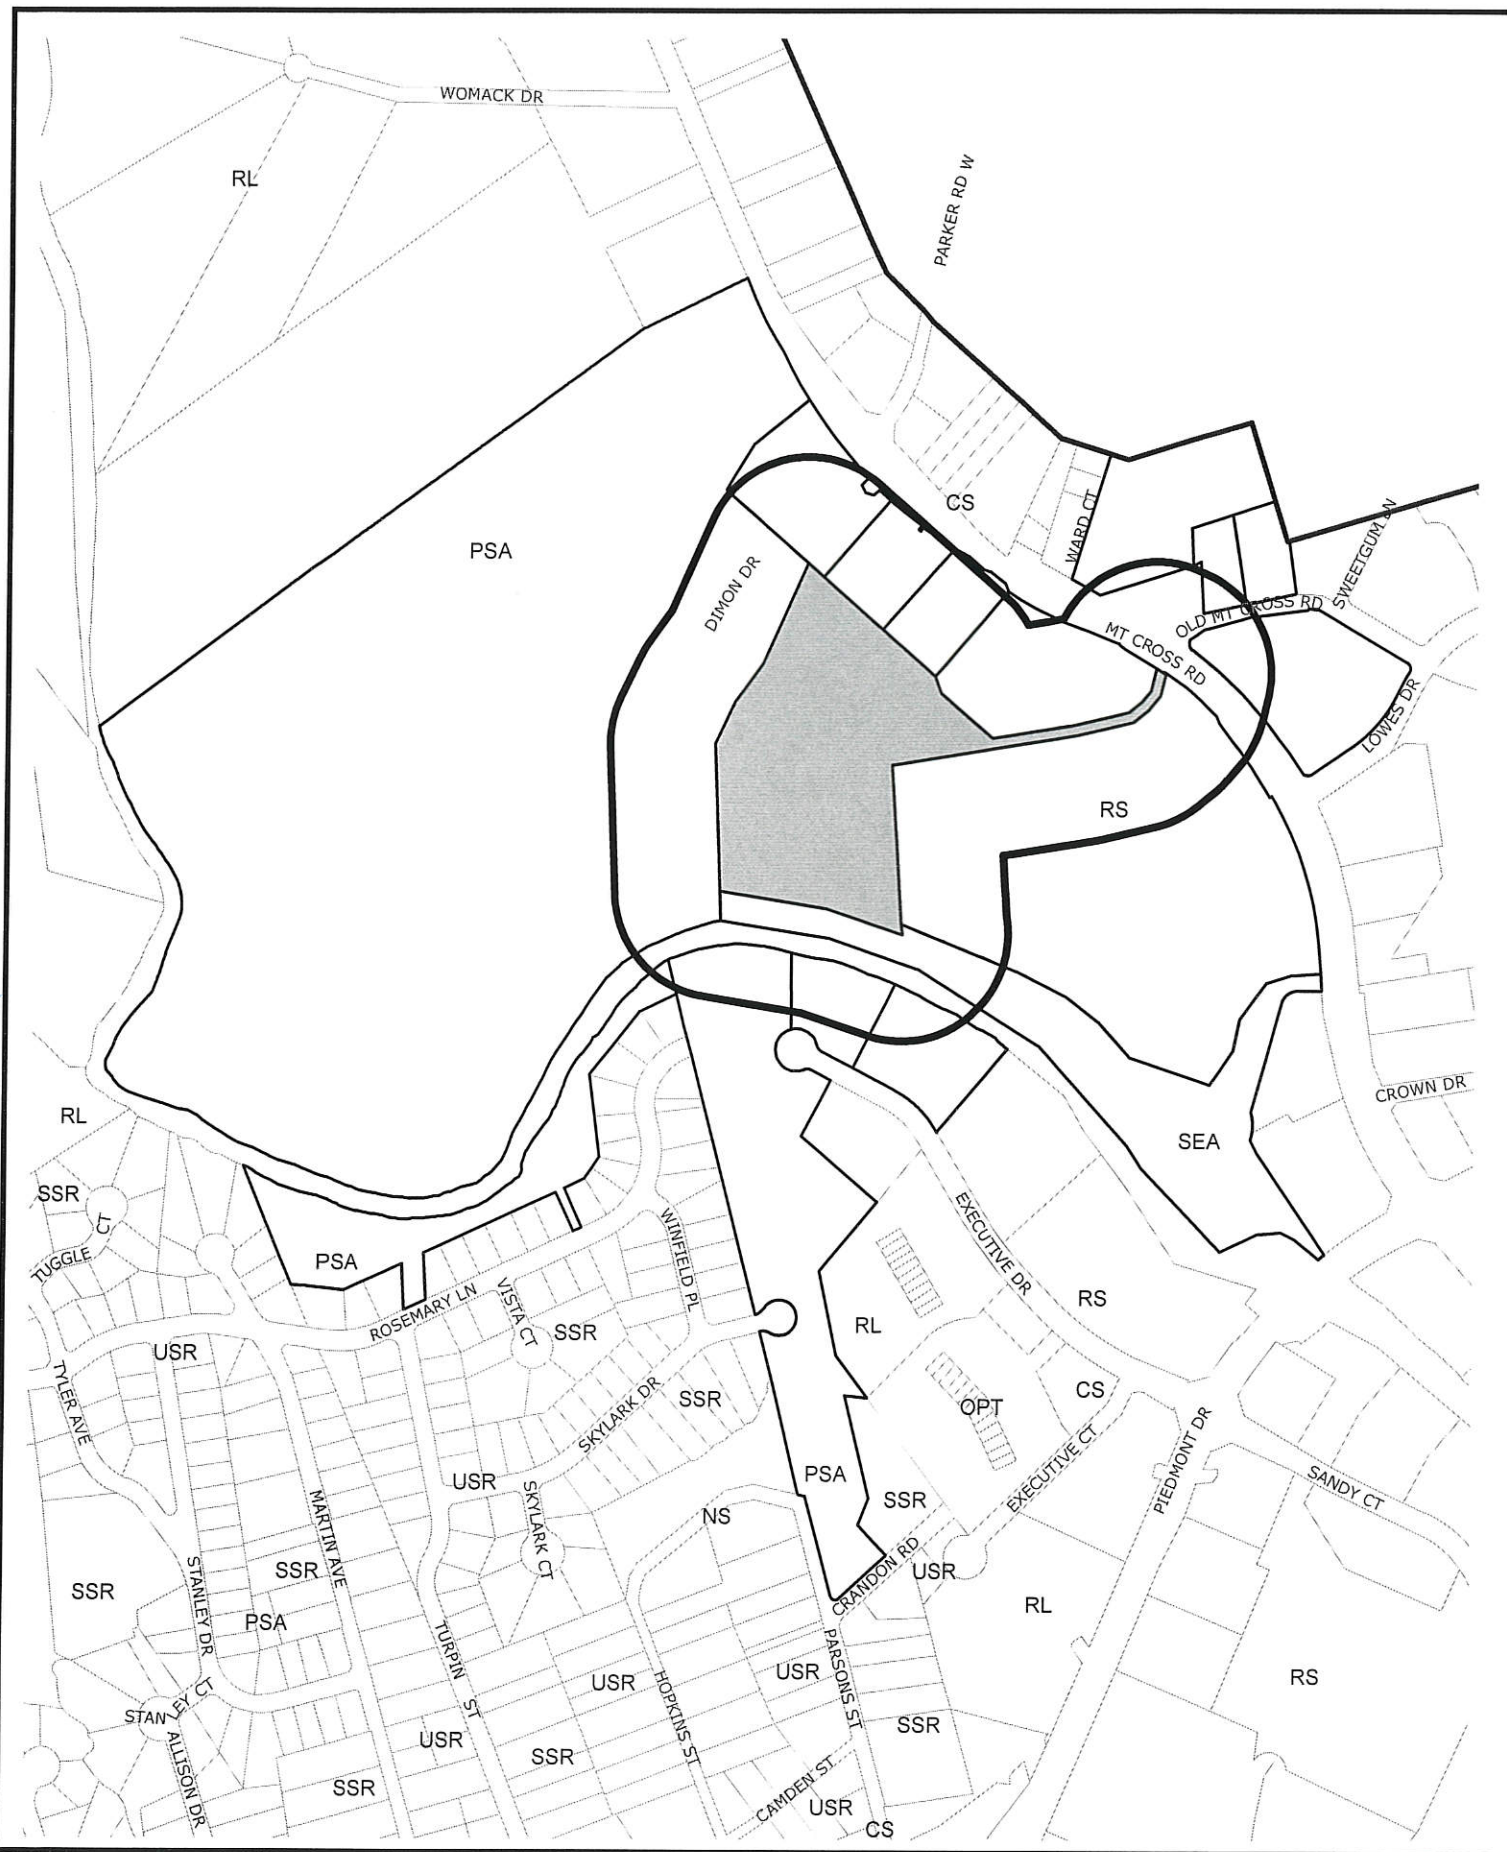 WOMACK DR
RL
PARKER RD W
CS
PSA
WARD CT
SWEETGUM LN
DIMON DR
OLD MT CROSS RD
MT CROSS RD
LOWES DR
RS
CROWN DR
RL
SEA
SSR
TUGGLE CT
PSA
WINFIELD PL
EXECUTIVE DR
ROSEMARY LN
VISTA CT
SSR
RL
RS
USR
TYLER AVE
SKYLARK DR
SSR
OPT
CS
EXECUTIVE CT
PIEDMONT DR
SANDY CT
USR
SKYLARK CT
PSA
SSR
NS
MARTIN AVE
CRANDON RD
USR
SSR
SSR
STANLEY DR
PSA
RL
TURPIN ST
USR
HOPKINS ST
USR
PARSONS ST
RS
STANLEY CT
ALLISON DR
USR
SSR
SSR
SSR
CAMDEN ST
USR
CS